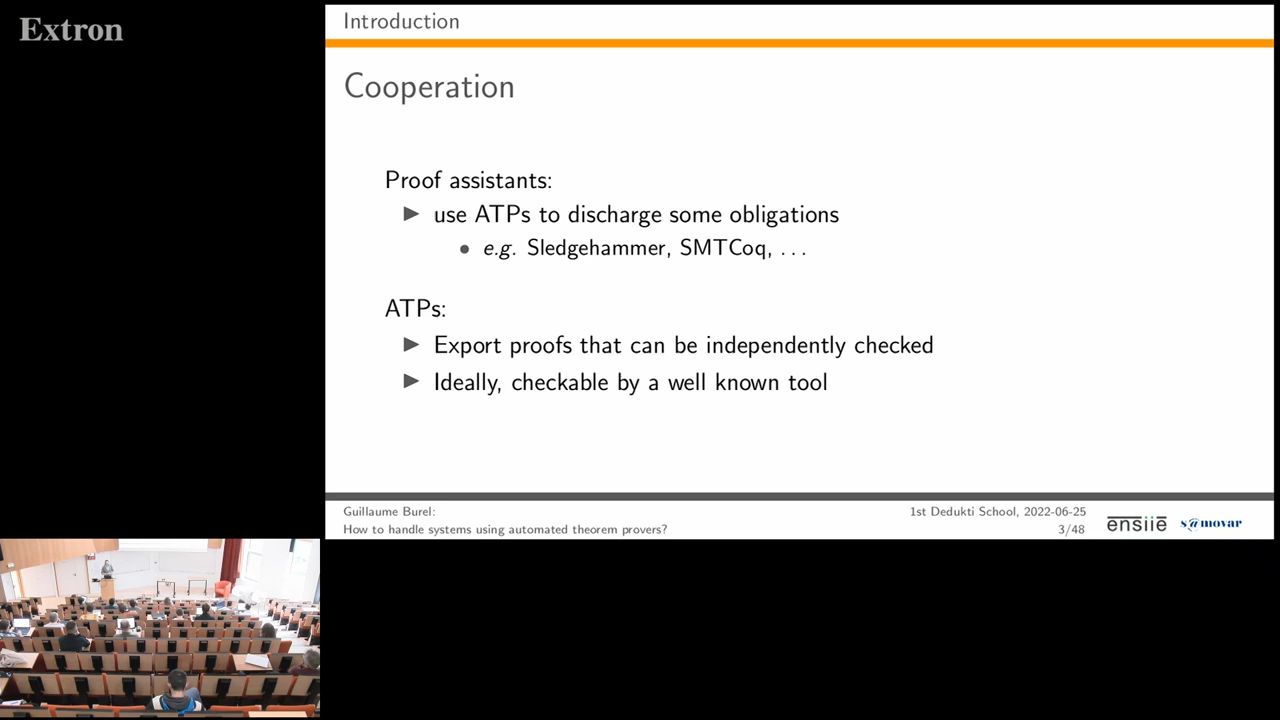 Extron
Introduction
Cooperation
Proof assistants:
▶ use ATPs to discharge some obligations
• e.g. Sledgehammer, SMTCoq, . . .
ATPs:
▶ Export proofs that can be independently checked
▶ Ideally, checkable by a well known tool
Guillaume Burel:
How to handle systems using automated theorem provers?
1st Dedukti School, 2022-06-25
3/48
ensiie
s@movar